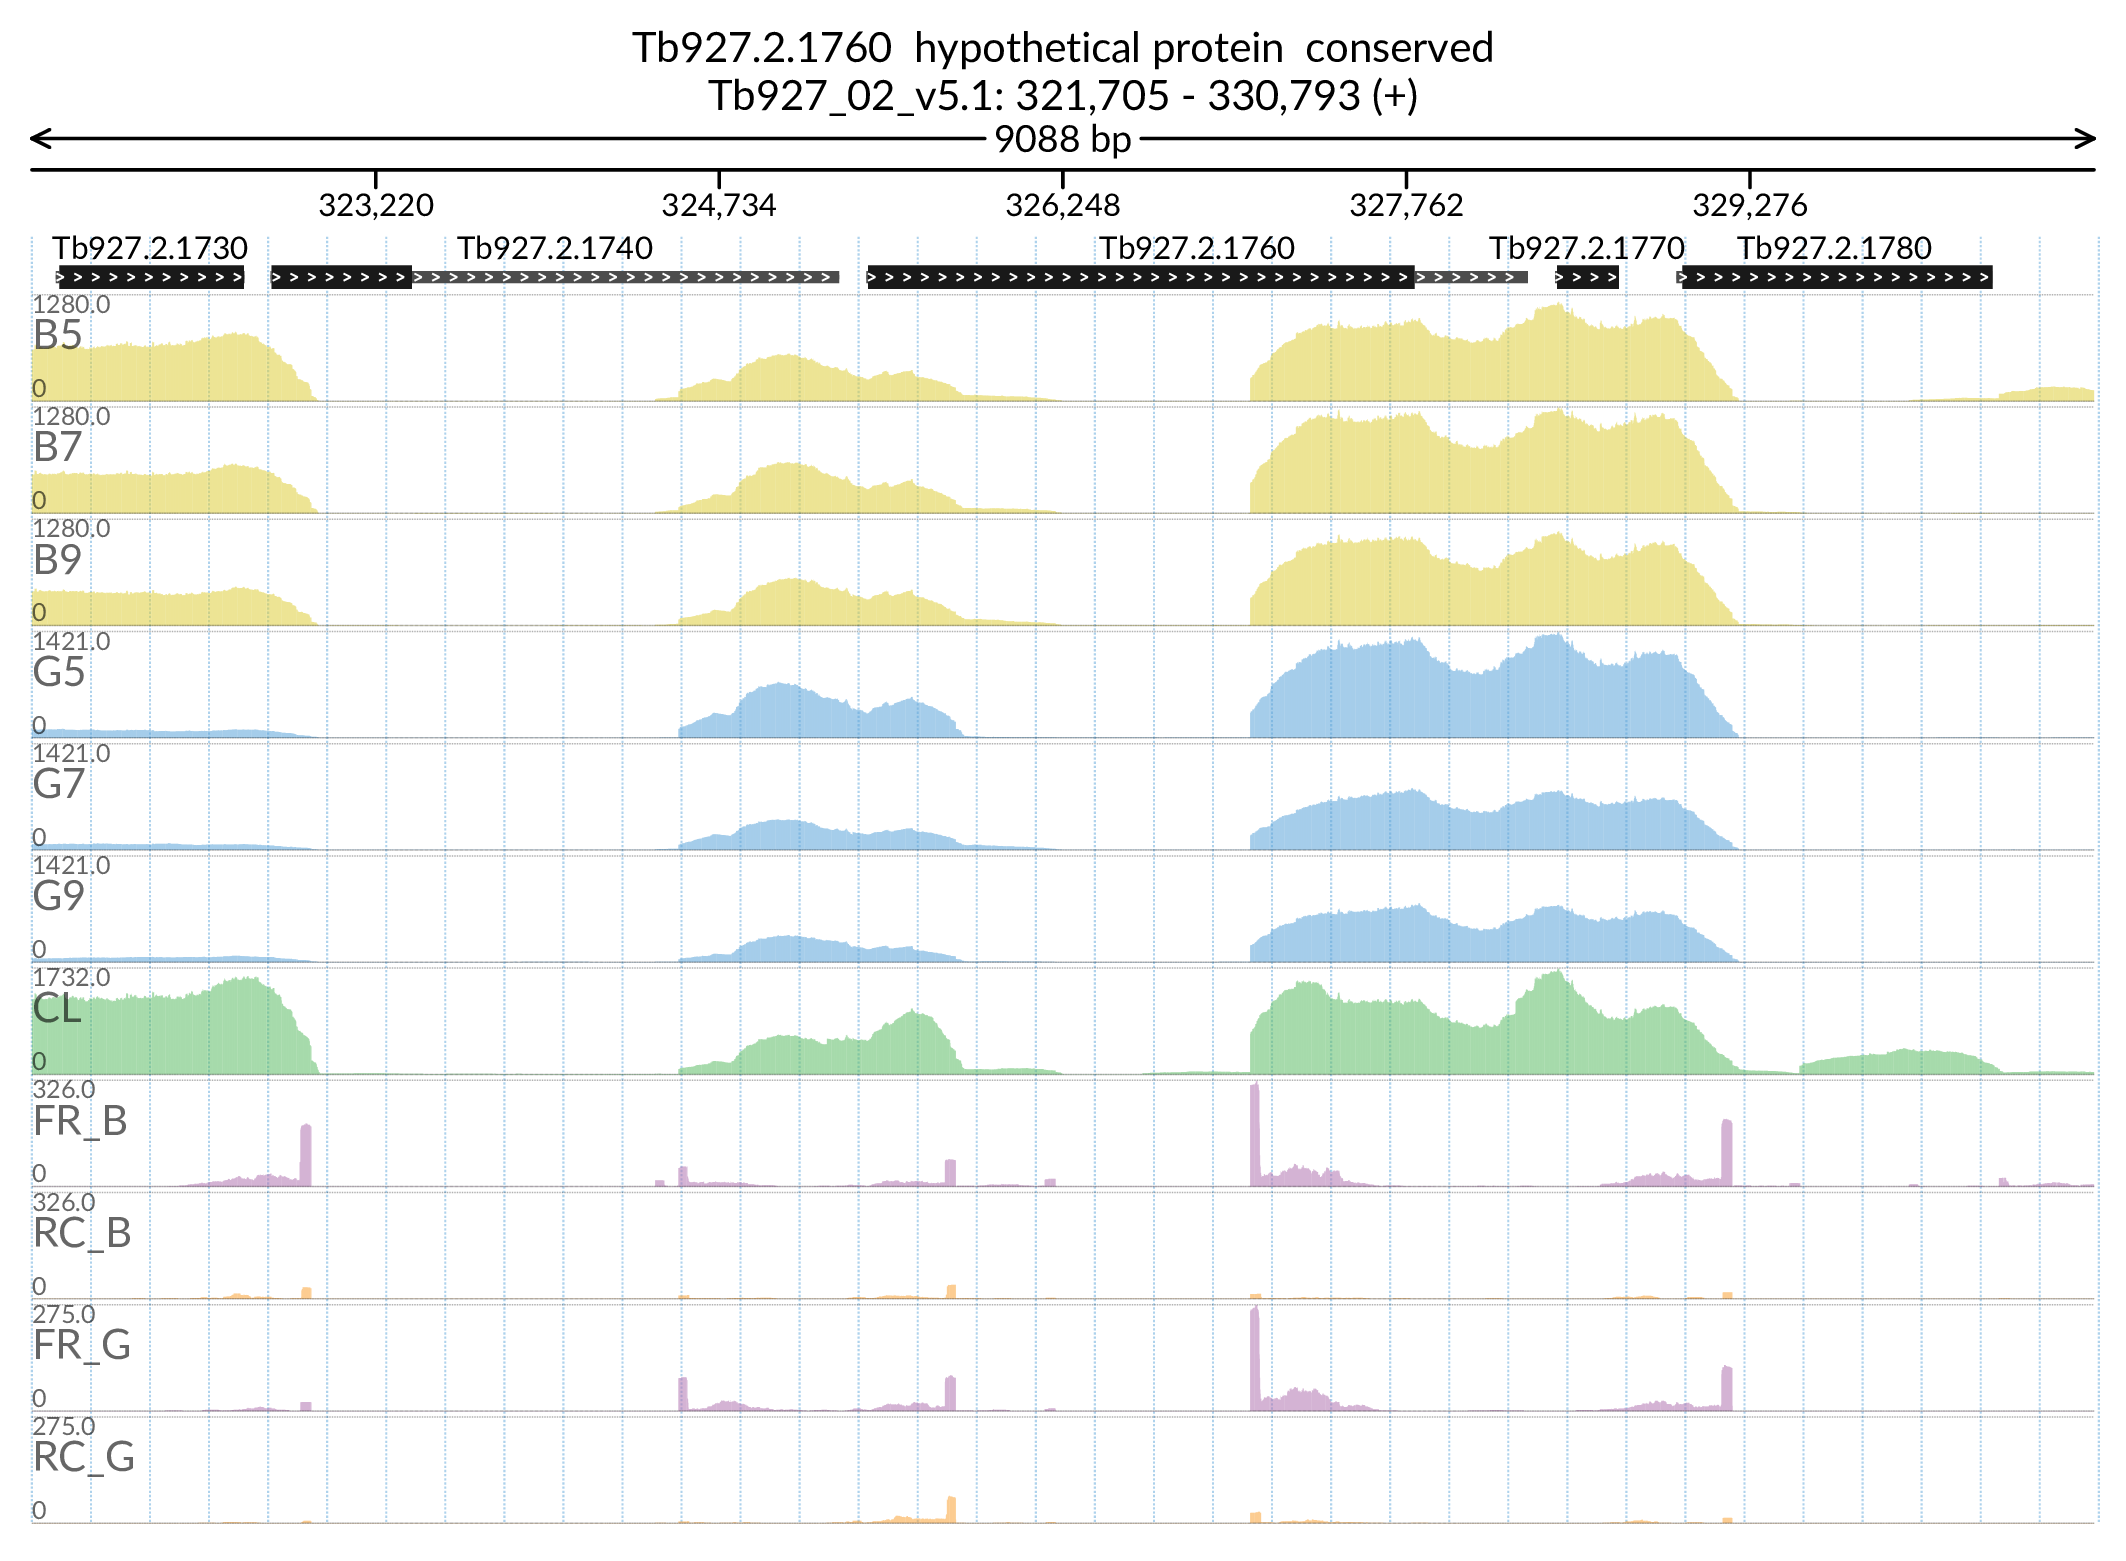 Tb927.2.1760 hypothetical protein conserved
Tb927_02_v5.1: 321,705 - 330,793 (+)
9088 bp
323,220 324,734 326,248 327,762 329,276
Tb927.2.1730 Tb927.2.1740 Tb927.2.1760 Tb927.2.1770 Tb927.2.1780
1280.0
B5
0
1280.0
B7
0
1280.0
B9
0
1421.0
G5
0
1421.0
G7
0
1421.0
G9
0
1732.0
CL
0
326.0
FR_B
0
326.0
RC_B
0
275.0
FR_G
0
275.0
RC_G
0